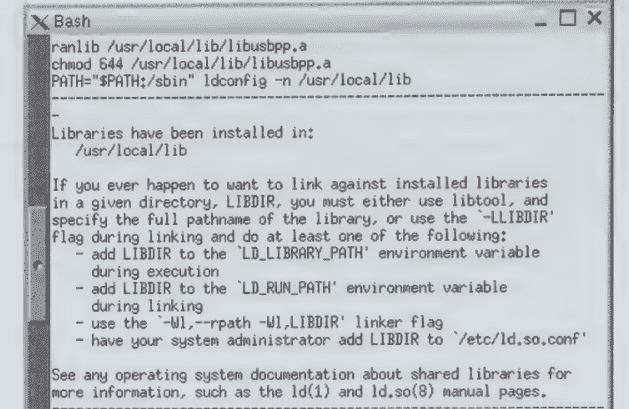 Bash
ranlib /usr/local/lib/libusbpp.a
chmod 644 /usr/local/lib/libusbpp.a
PATH="$PATH:/sbin" ldconfig -n /usr/local/lib
----------------------------------------------------------------------
-
Libraries have been installed in:
   /usr/local/lib

If you ever happen to want to link against installed libraries
in a given directory, LIBDIR, you must either use libtool, and
specify the full pathname of the library, or use the `-LLIBDIR'
flag during linking and do at least one of the following:
   - add LIBDIR to the `LD_LIBRARY_PATH' environment variable
     during execution
   - add LIBDIR to the `LD_RUN_PATH' environment variable
     during linking
   - use the `-Wl,--rpath -Wl,LIBDIR' linker flag
   - have your system administrator add LIBDIR to `/etc/ld.so.conf'

See any operating system documentation about shared libraries for
more information, such as the ld(1) and ld.so(8) manual pages.
----------------------------------------------------------------------